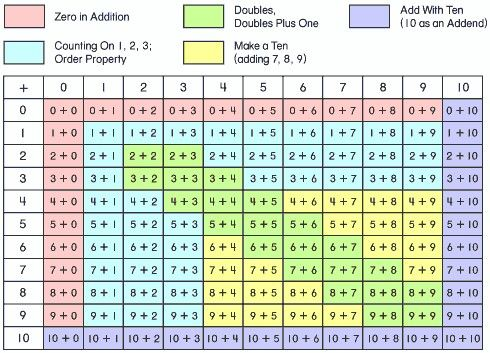 Zero in Addition
Doubles,
Doubles Plus One
Add With Ten
(10 as an Addend)
Counting On 1, 2, 3;
Order Property
Make a Ten
(adding 7, 8, 9)
+ 0 1 2 3 4 5 6 7 8 9 10
0 0 + 0 0 + 1 0 + 2 0 + 3 0 + 4 0 + 5 0 + 6 0 + 7 0 + 8 0 + 9 0 + 10
1 1 + 0 1 + 1 1 + 2 1 + 3 1 + 4 1 + 5 1 + 6 1 + 7 1 + 8 1 + 9 1 + 10
2 2 + 0 2 + 1 2 + 2 2 + 3 2 + 4 2 + 5 2 + 6 2 + 7 2 + 8 2 + 9 2 + 10
3 3 + 0 3 + 1 3 + 2 3 + 3 3 + 4 3 + 5 3 + 6 3 + 7 3 + 8 3 + 9 3 + 10
4 4 + 0 4 + 1 4 + 2 4 + 3 4 + 4 4 + 5 4 + 6 4 + 7 4 + 8 4 + 9 4 + 10
5 5 + 0 5 + 1 5 + 2 5 + 3 5 + 4 5 + 5 5 + 6 5 + 7 5 + 8 5 + 9 5 + 10
6 6 + 0 6 + 1 6 + 2 6 + 3 6 + 4 6 + 5 6 + 6 6 + 7 6 + 8 6 + 9 6 + 10
7 7 + 0 7 + 1 7 + 2 7 + 3 7 + 4 7 + 5 7 + 6 7 + 7 7 + 8 7 + 9 7 + 10
8 8 + 0 8 + 1 8 + 2 8 + 3 8 + 4 8 + 5 8 + 6 8 + 7 8 + 8 8 + 9 8 + 10
9 9 + 0 9 + 1 9 + 2 9 + 3 9 + 4 9 + 5 9 + 6 9 + 7 9 + 8 9 + 9 9 + 10
10 10 + 0 10 + 1 10 + 2 10 + 3 10 + 4 10 + 5 10 + 6 10 + 7 10 + 8 10 + 9 10 + 10